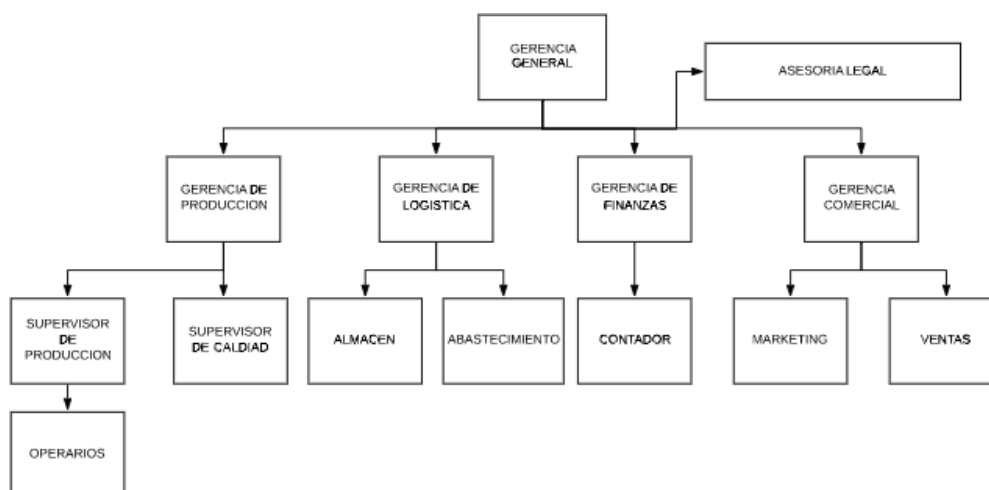 GERENCIA
GENERAL
ASESORIA LEGAL
GERENCIA DE
PRODUCCION
GERENCIA DE
LOGISTICA
GERENCIA DE
FINANZAS
GERENCIA
COMERCIAL
SUPERVISOR
DE
PRODUCCION
SUPERVISOR
DE CALDIAD
ALMACEN
ABASTECIMIENTO
CONTADOR
MARKETING
VENTAS
OPERARIOS